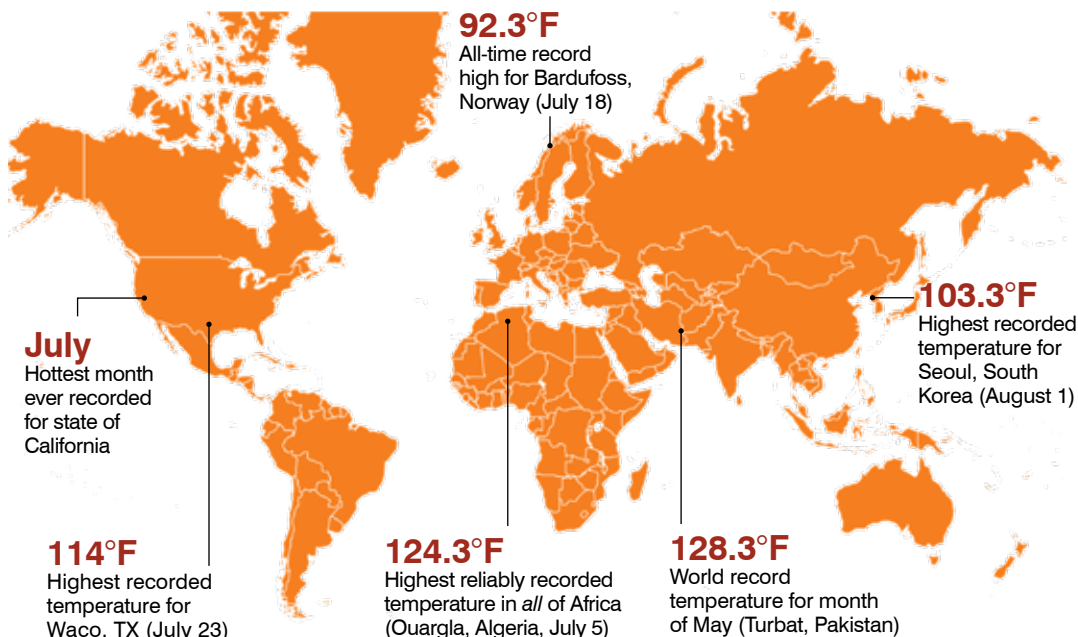 92.3°F
All-time record
high for Bardufoss,
Norway (July 18)
July
Hottest month
ever recorded
for state of
California
103.3°F
Highest recorded
temperature for
Seoul, South
Korea (August 1)
114°F
Highest recorded
temperature for
Waco, TX (July 23)
124.3°F
Highest reliably recorded
temperature in all of Africa
(Ouargla, Algeria, July 5)
128.3°F
World record
temperature for month
of May (Turbat, Pakistan)